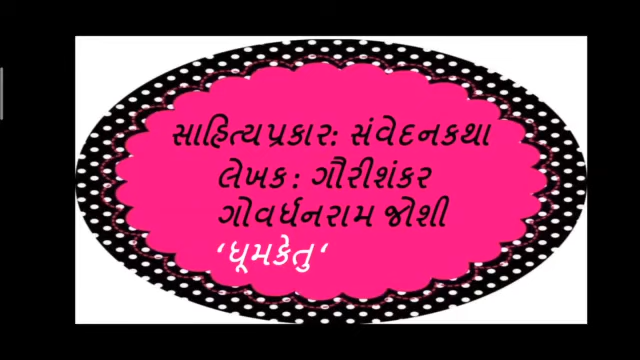 સાહિત્યપ્રકાર: સંવેદનકથા
લેખક: ગૌરીશંકર
ગોવર્ધનરામ જોશી
‘ધૂમકેતુ‘